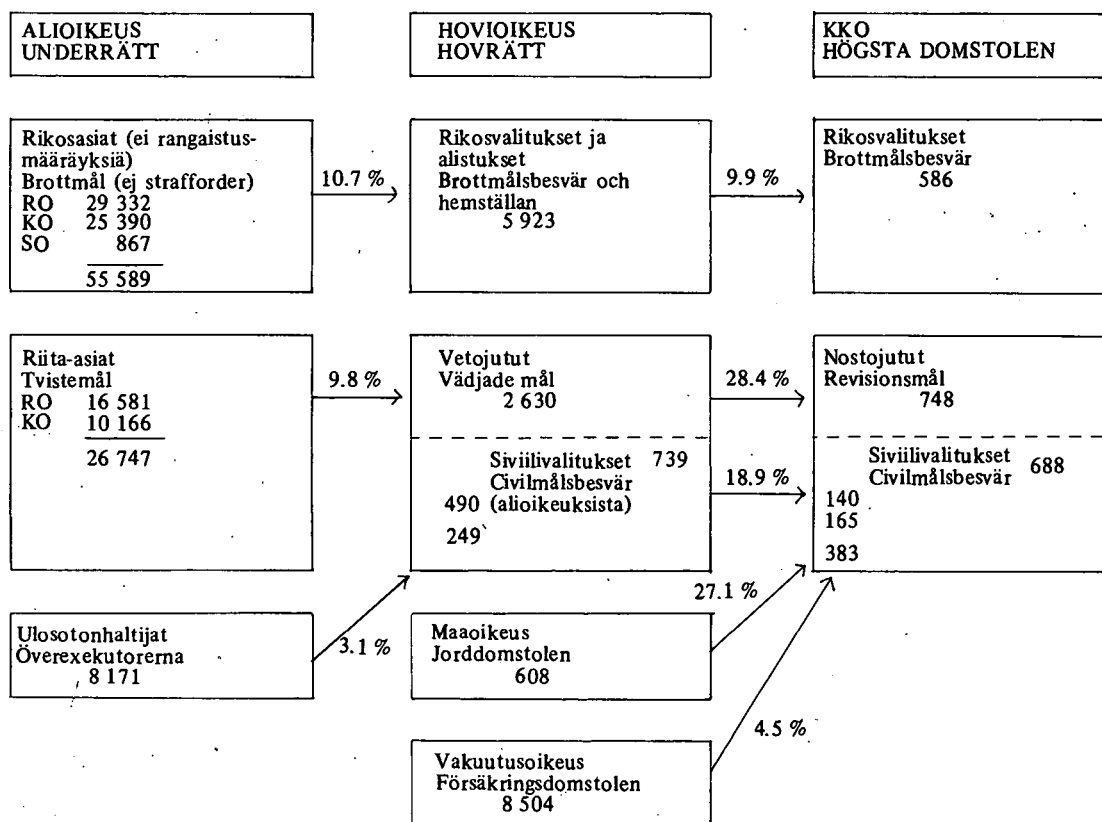 ALIOIKEUS
UNDERRÄTT
HOVIOIKEUS
HOVRÄTT
KKO
HÖGSTA DOMSTOLEN
Rikosasiat (ei rangaistus-
määräyksiä)
Brottmål (ej strafforder)
RO 29 332
KO 25 390
SO 867
55 589
10.7 %
Rikosvalitukset ja
alistukset
Brottmålsbesvär och
hemställan
5 923
9.9 %
Rikosvalitukset
Brottmålsbesvär
586
Riita-asiat
Tvistemål
RO 16 581
KO 10 166
26 747
9.8 %
Vetojutut
Vädjade mål
2 630
28.4 %
Nostojutut
Revisionsmål
748
Siviilivalitukset 739
Civilmålsbesvär
490 (alioikeuksista)
249
18.9 %
Siviilivalitukset 688
Civilmålsbesvär
140
165
383
Ulosotonhaltijat
Överexekutorerna
8 171
3.1 %
Maaoikeus
Jorddomstolen
608
27.1 %
Vakuutusoikeus
Försäkringsdomstolen
8 504
4.5 %